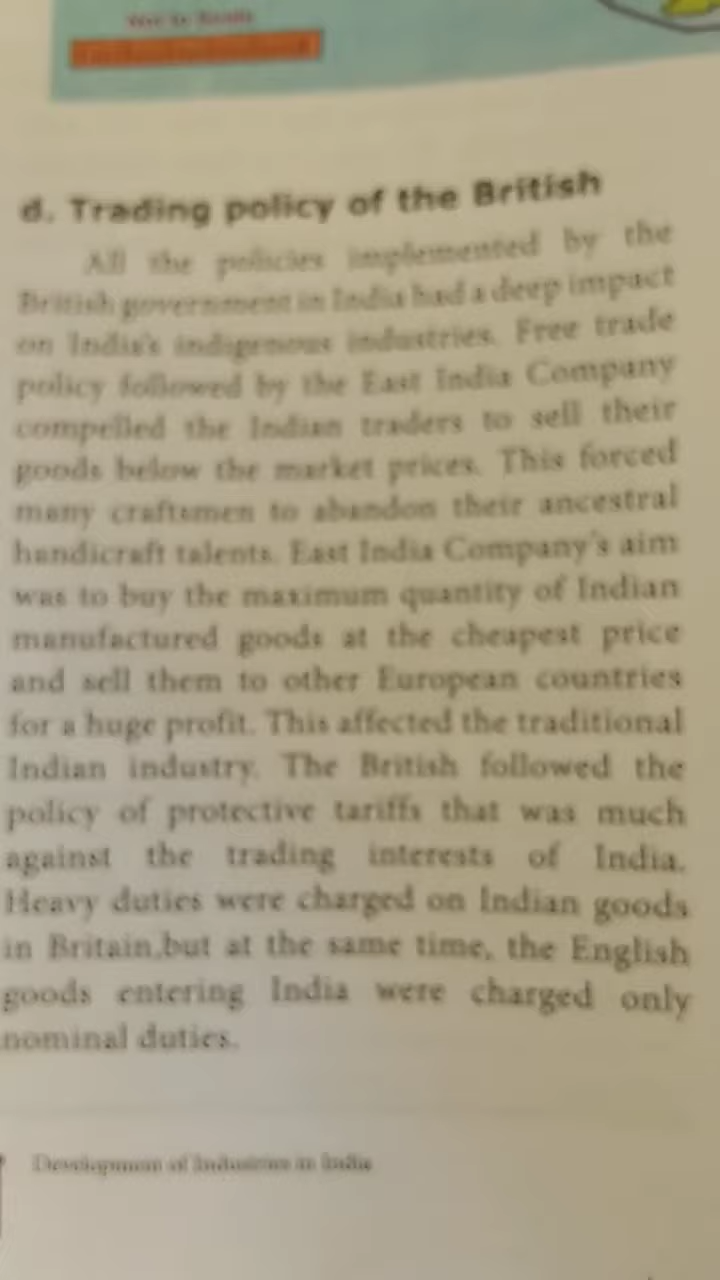 Not to Scale
d. Trading policy of the British
All the policies implemented by the
British government in India had a deep impact
on India's indigenous industries. Free trade
policy followed by the East India Company
compelled the Indian traders to sell their
goods below the market prices. This forced
many craftsmen to abandon their ancestral
handicraft talents. East India Company's aim
was to buy the maximum quantity of Indian
manufactured goods at the cheapest price
and sell them to other European countries
for a huge profit. This affected the traditional
Indian industry. The British followed the
policy of protective tariffs that was much
against the trading interests of India.
Heavy duties were charged on Indian goods
in Britain,but at the same time, the English
goods entering India were charged only
nominal duties.
Development of Industries in India